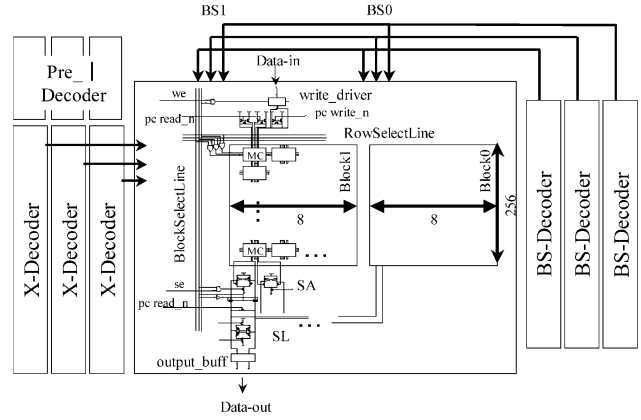 BS1
BS0
Pre_
Decoder
Data-in
we
write_driver
pc read_n
pc write_n
RowSelectLine
MC
Block1
Block0
BlockSelectLine
8
8
256
X-Decoder
X-Decoder
X-Decoder
BS-Decoder
BS-Decoder
BS-Decoder
MC
se
SA
pc read_n
SL
output_buff
Data-out